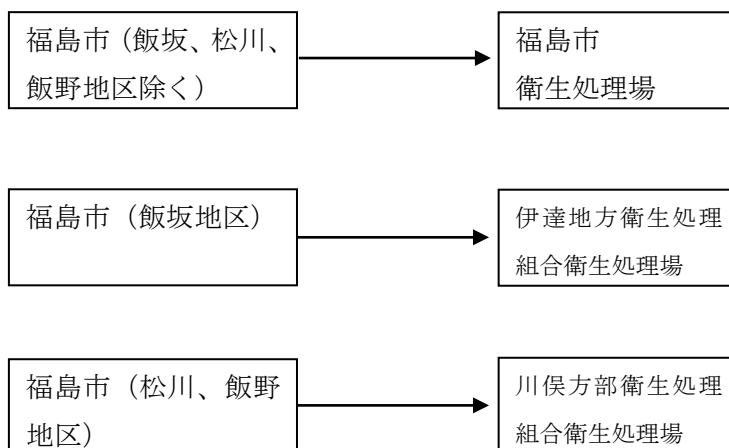 福島市（飯坂、松川、
飯野地区除く）
福島市
衛生処理場
福島市（飯坂地区）
伊達地方衛生処理
組合衛生処理場
福島市（松川、飯野
地区）
川俣方部衛生処理
組合衛生処理場